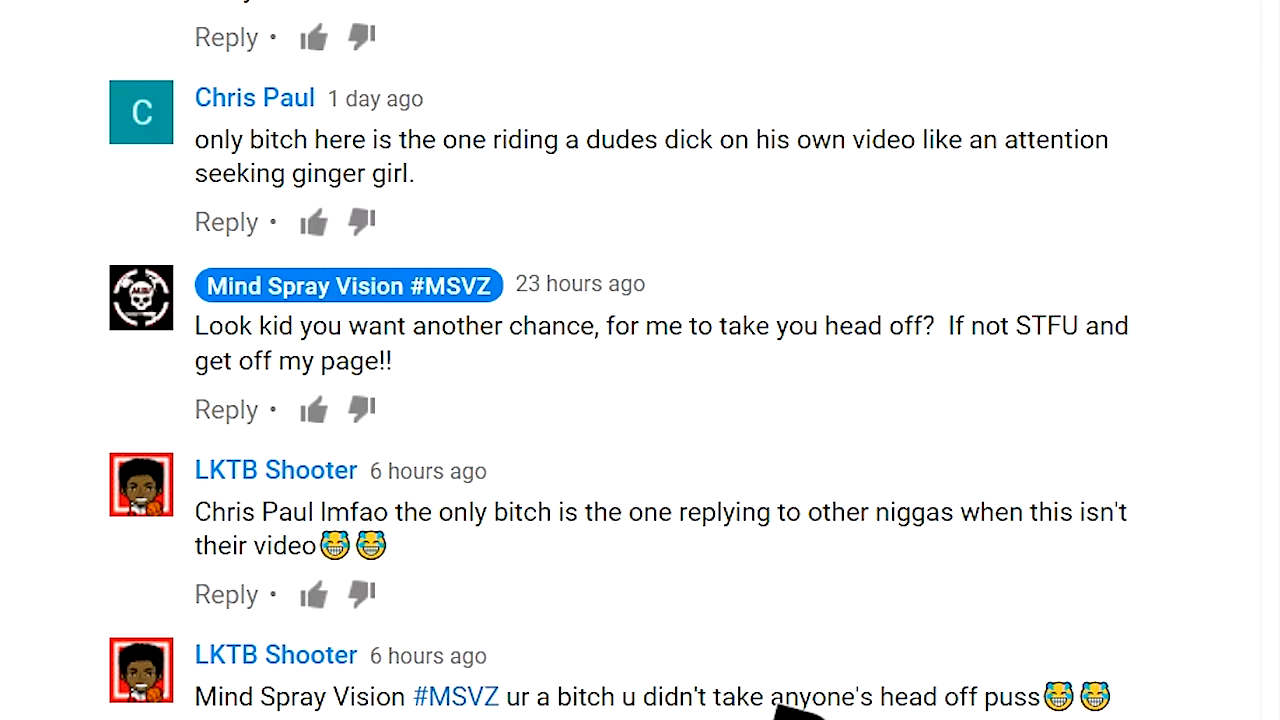 Reply •
C
Chris Paul 1 day ago
only bitch here is the one riding a dudes dick on his own video like an attention
seeking ginger girl.
Reply •
Mind Spray Vision #MSVZ 23 hours ago
Look kid you want another chance, for me to take you head off? If not STFU and
get off my page!!
Reply •
LKTB Shooter 6 hours ago
Chris Paul lmfao the only bitch is the one replying to other niggas when this isn't
their video😹😹
Reply •
LKTB Shooter 6 hours ago
Mind Spray Vision #MSVZ ur a bitch u didn't take anyone's head off puss😹😹